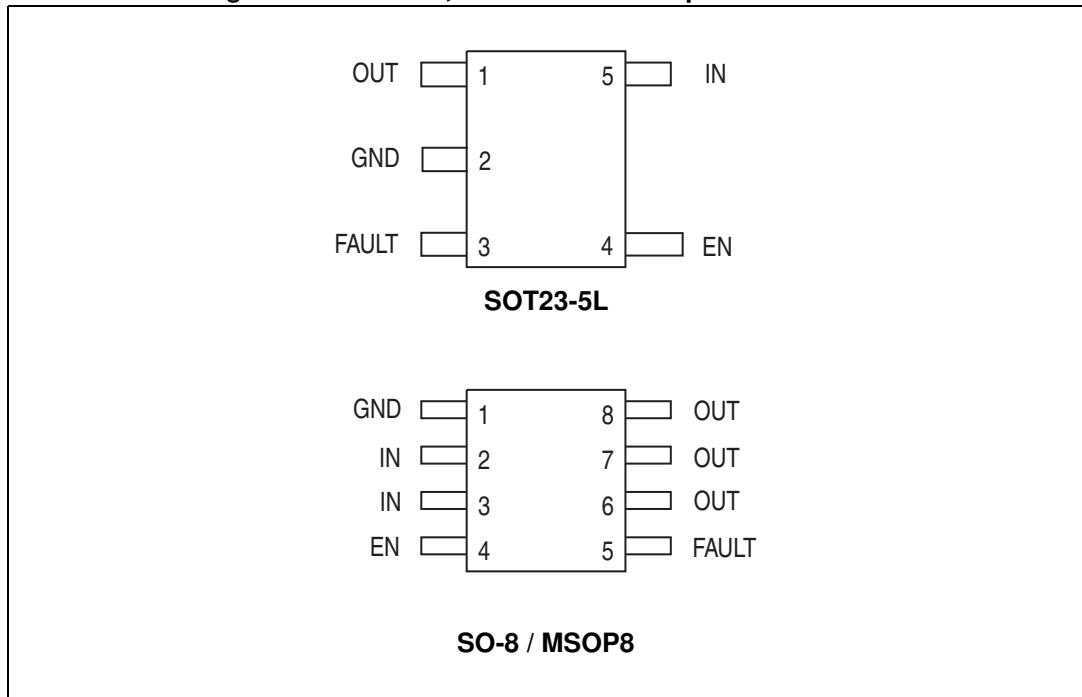 OUT 1 5 IN
GND 2
FAULT 3 4 EN
SOT23-5L
GND 1 8 OUT
IN 2 7 OUT
IN 3 6 OUT
EN 4 5 FAULT
SO-8 / MSOP8